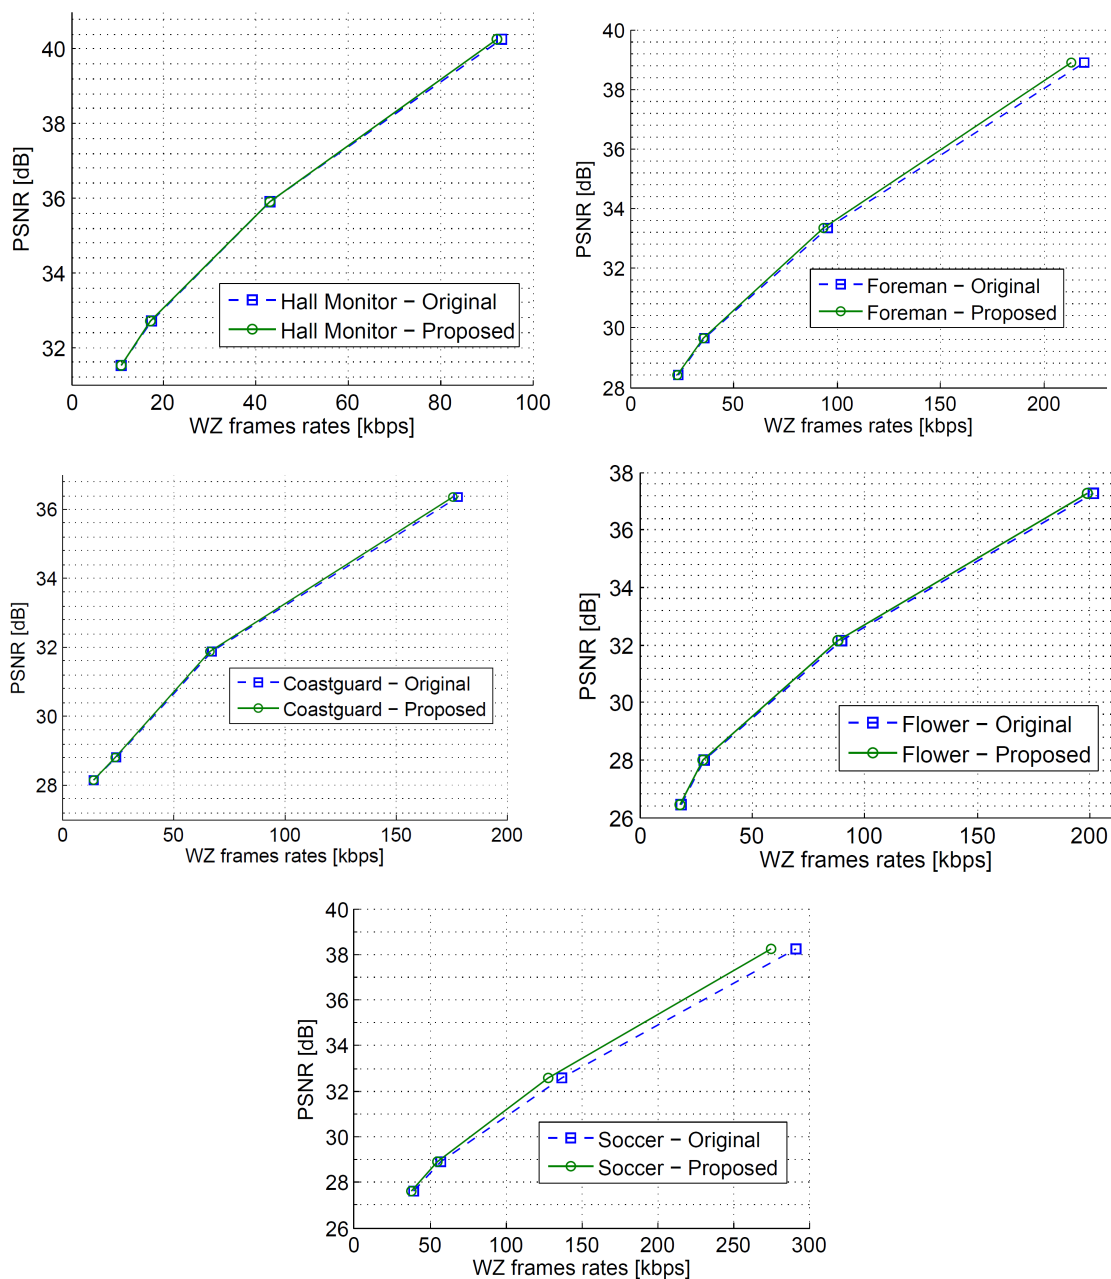 40
38
36
34
32
PSNR [dB]
Hall Monitor − Original
Hall Monitor − Proposed
0 20 40 60 80 100
WZ frames rates [kbps]
40
38
36
34
32
30
28
PSNR [dB]
Foreman − Original
Foreman − Proposed
0 50 100 150 200
WZ frames rates [kbps]
36
34
32
30
28
PSNR [dB]
Coastguard − Original
Coastguard − Proposed
0 50 100 150 200
WZ frames rates [kbps]
38
36
34
32
30
28
26
PSNR [dB]
Flower − Original
Flower − Proposed
0 50 100 150 200
WZ frames rates [kbps]
40
38
36
34
32
30
28
26
PSNR [dB]
Soccer − Original
Soccer − Proposed
0 50 100 150 200 250 300
WZ frames rates [kbps]